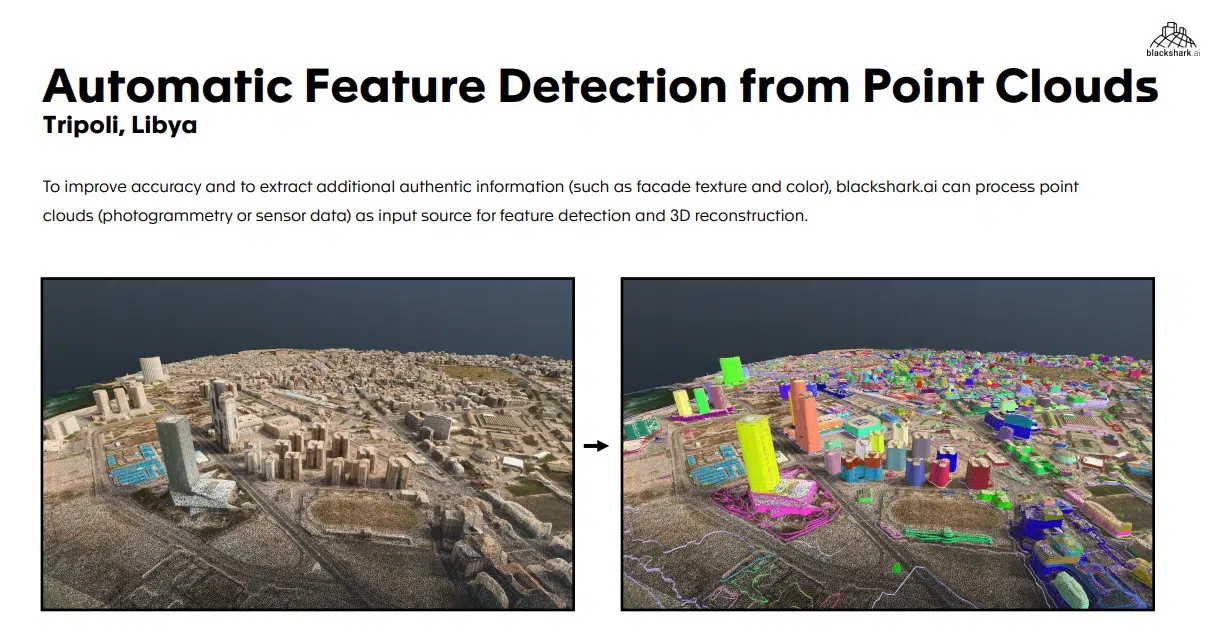 blackshark.ai
Automatic Feature Detection from Point Clouds
Tripoli, Libya
To improve accuracy and to extract additional authentic information (such as facade texture and color), blackshark.ai can process point
clouds (photogrammetry or sensor data) as input source for feature detection and 3D reconstruction.